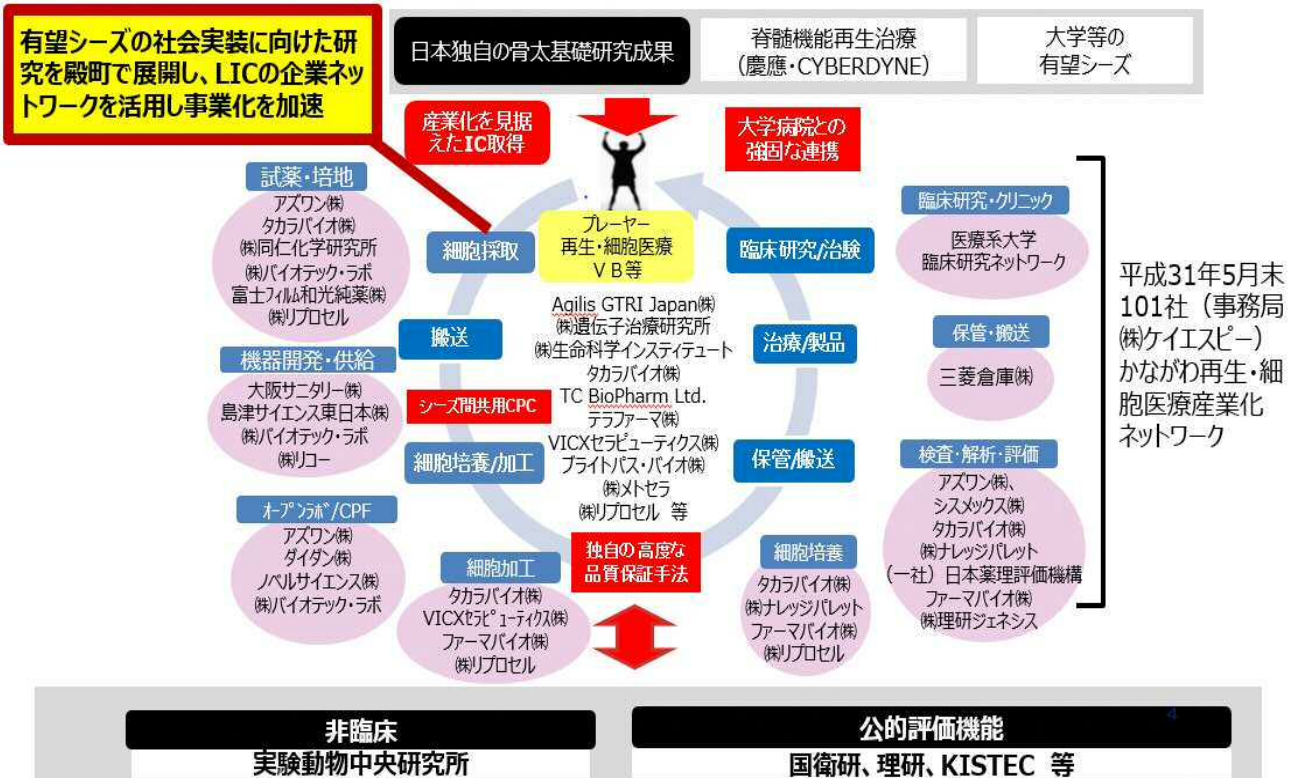 有望シーズの社会実装に向けた研
究を殿町で展開し、LICの企業ネッ
トワークを活用し事業化を加速
日本独自の骨太基礎研究成果
脊髄機能再生治療
(慶應・CYBERDYNE)
大学等の
有望シーズ
産業化を見据
えたIC取得
大学病院との
強固な連携
試薬・培地
アズワン㈱
タカラバイオ㈱
㈱同仁化学研究所
㈱バイオテック・ラボ
富士フィルム和光純薬㈱
㈱リプロセル
機器開発・供給
大阪サニタリー㈱
島津サイエンス東日本㈱
㈱バイオテック・ラボ
㈱リコー
オープンラボ/CPF
アズワン㈱
ダイダン㈱
ノベルサイエンス㈱
㈱バイオテック・ラボ
細胞採取
搬送
シーズ間共用CPC
細胞培養/加工
細胞加工
タカラバイオ㈱
VICXセラピューティクス㈱
ファーマバイオ㈱
㈱リプロセル
プレーヤー
再生・細胞医療
VB等
Agilis GTRI Japan㈱
㈱遺伝子治療研究所
㈱生命科学インスティテュート
タカラバイオ㈱
TC BioPharm Ltd.
テラファーマ㈱
VICXセラピューティクス㈱
ブライトパス・バイオ㈱
㈱メトセラ
㈱リプロセル 等
独自の高度な
品質保証手法
臨床研究/治験
治療/製品
保管/搬送
細胞培養
タカラバイオ㈱
㈱ナレッジパレット
ファーマバイオ㈱
㈱リプロセル
臨床研究・クリニック
医療系大学
臨床研究ネットワーク
保管・搬送
三菱倉庫㈱
検査・解析・評価
アズワン㈱、
シスメックス㈱
タカラバイオ㈱
㈱ナレッジパレット
(一社)日本薬理評価機構
ファーマバイオ㈱
㈱理研ジェネシス
平成31年5月末
101社(事務局
㈱ケイエスピー)
かながわ再生・細
胞医療産業化
ネットワーク
4
非臨床
実験動物中央研究所
公的評価機能
国衛研、理研、KISTEC 等